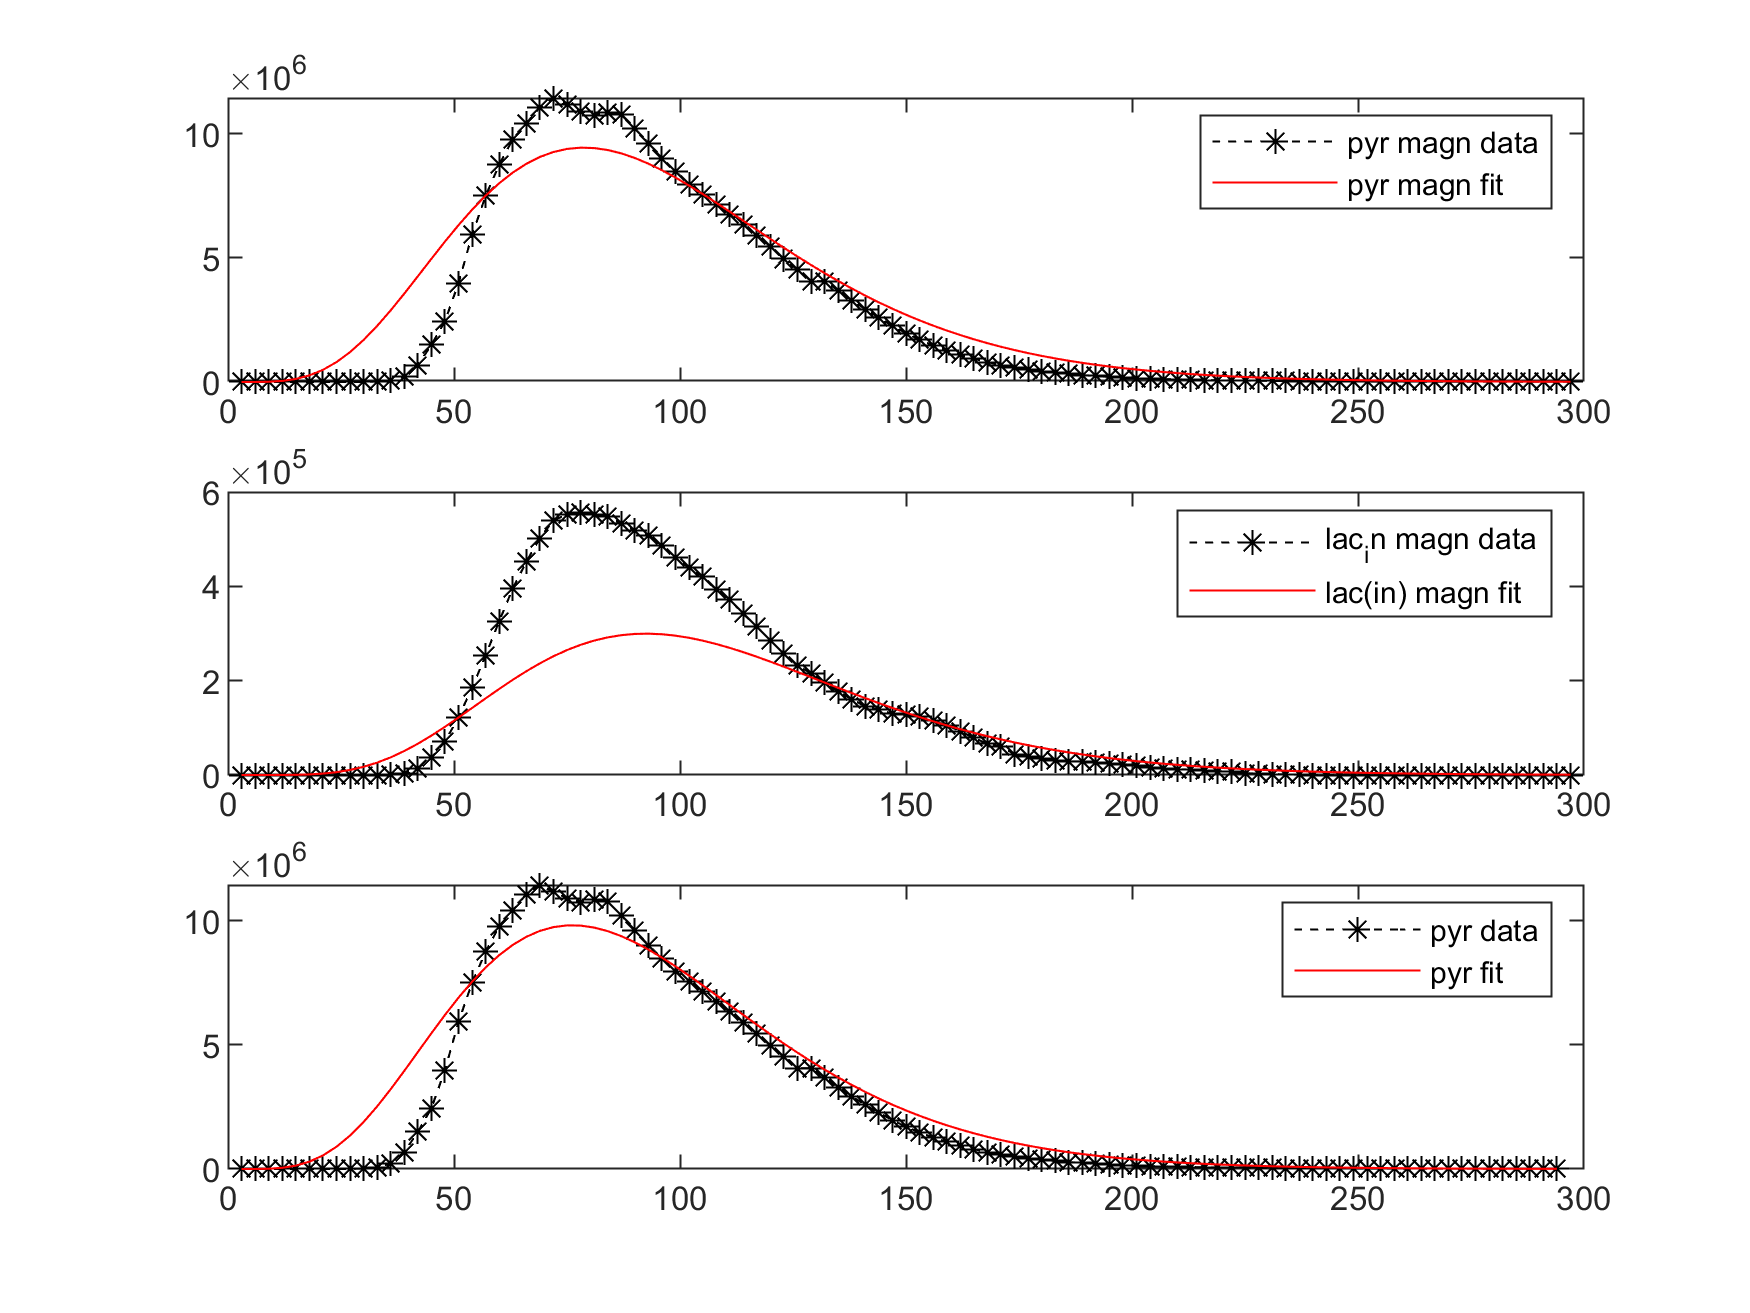 ×10^6
10
5
0
0 50 100 150 200 250 300
pyr magn data
pyr magn fit
×10^5
6
4
2
0
0 50 100 150 200 250 300
lac_in magn data
lac(in) magn fit
×10^6
10
5
0
0 50 100 150 200 250 300
pyr data
pyr fit